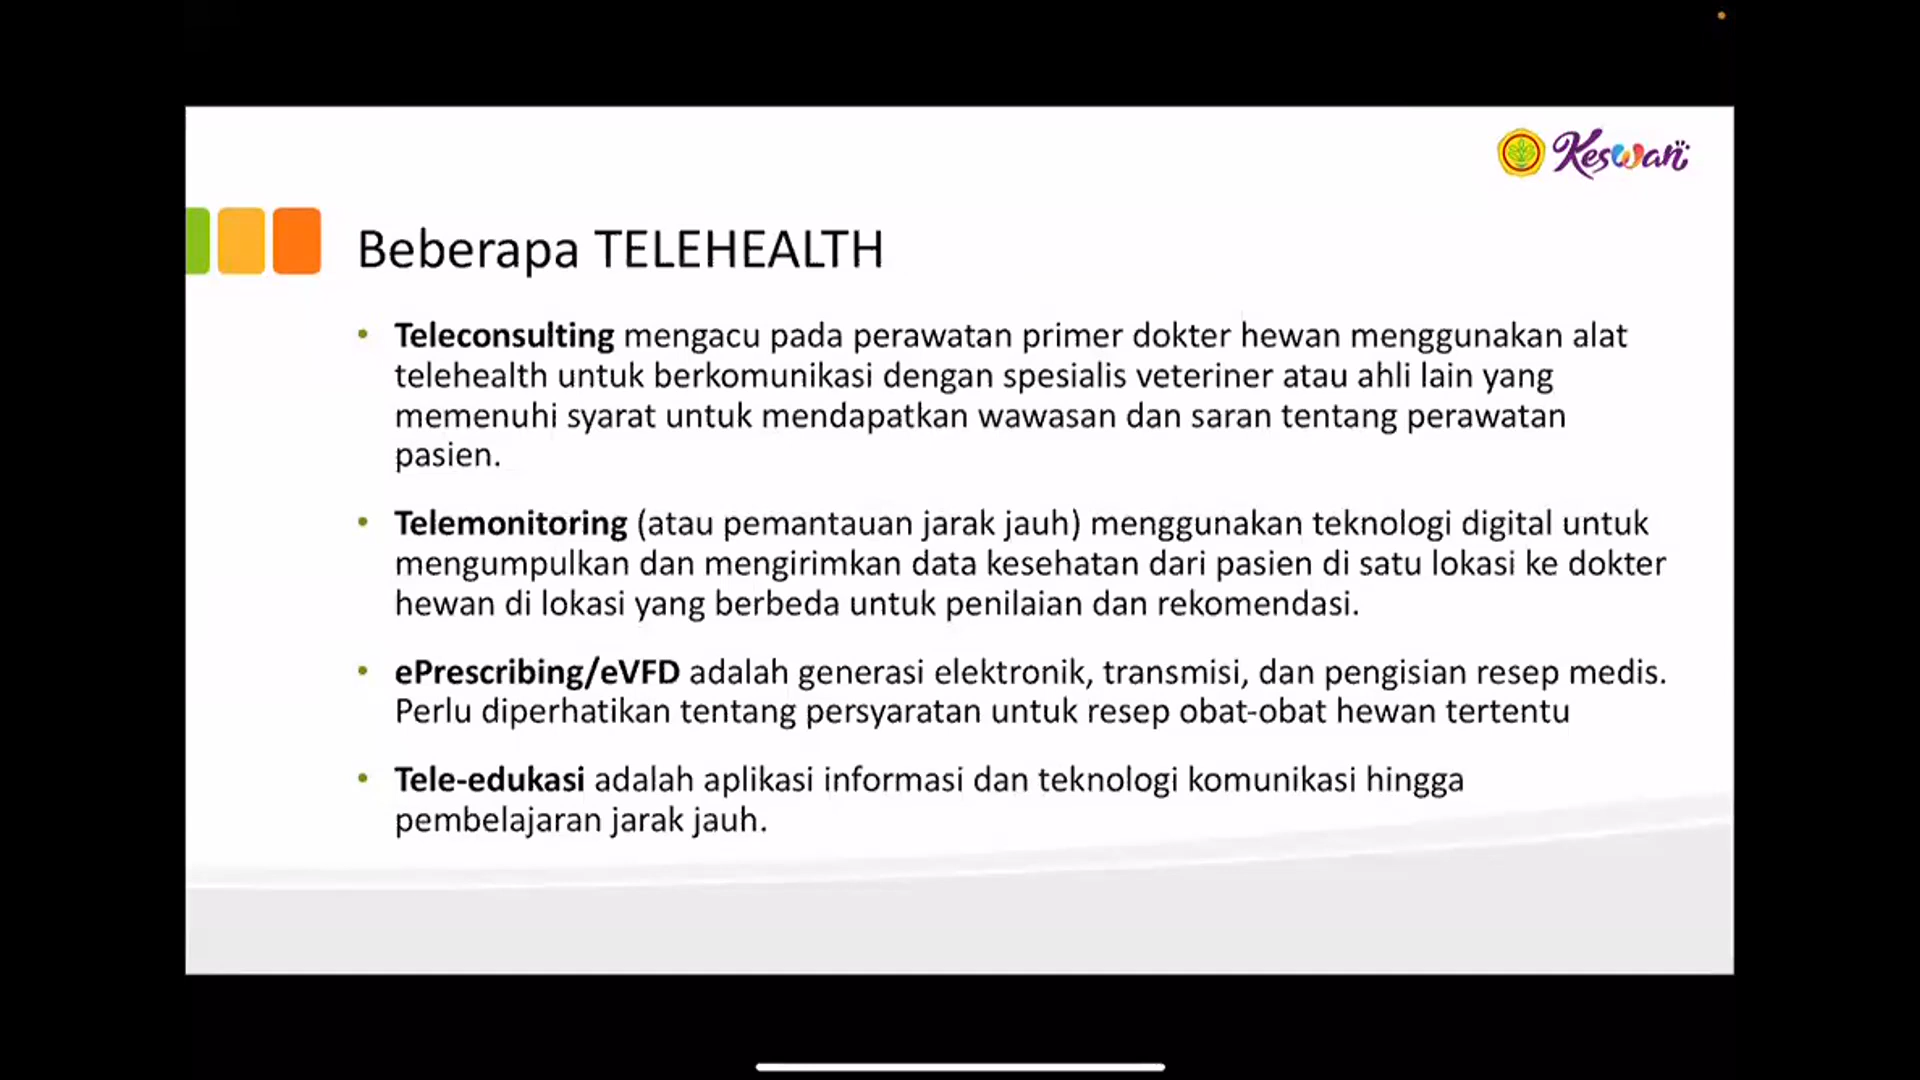 Keswan
Beberapa TELEHEALTH
• Teleconsulting mengacu pada perawatan primer dokter hewan menggunakan alat
telehealth untuk berkomunikasi dengan spesialis veteriner atau ahli lain yang
memenuhi syarat untuk mendapatkan wawasan dan saran tentang perawatan
pasien.
• Telemonitoring (atau pemantauan jarak jauh) menggunakan teknologi digital untuk
mengumpulkan dan mengirimkan data kesehatan dari pasien di satu lokasi ke dokter
hewan di lokasi yang berbeda untuk penilaian dan rekomendasi.
• ePrescribing/eVFD adalah generasi elektronik, transmisi, dan pengisian resep medis.
Perlu diperhatikan tentang persyaratan untuk resep obat-obat hewan tertentu
• Tele-edukasi adalah aplikasi informasi dan teknologi komunikasi hingga
pembelajaran jarak jauh.